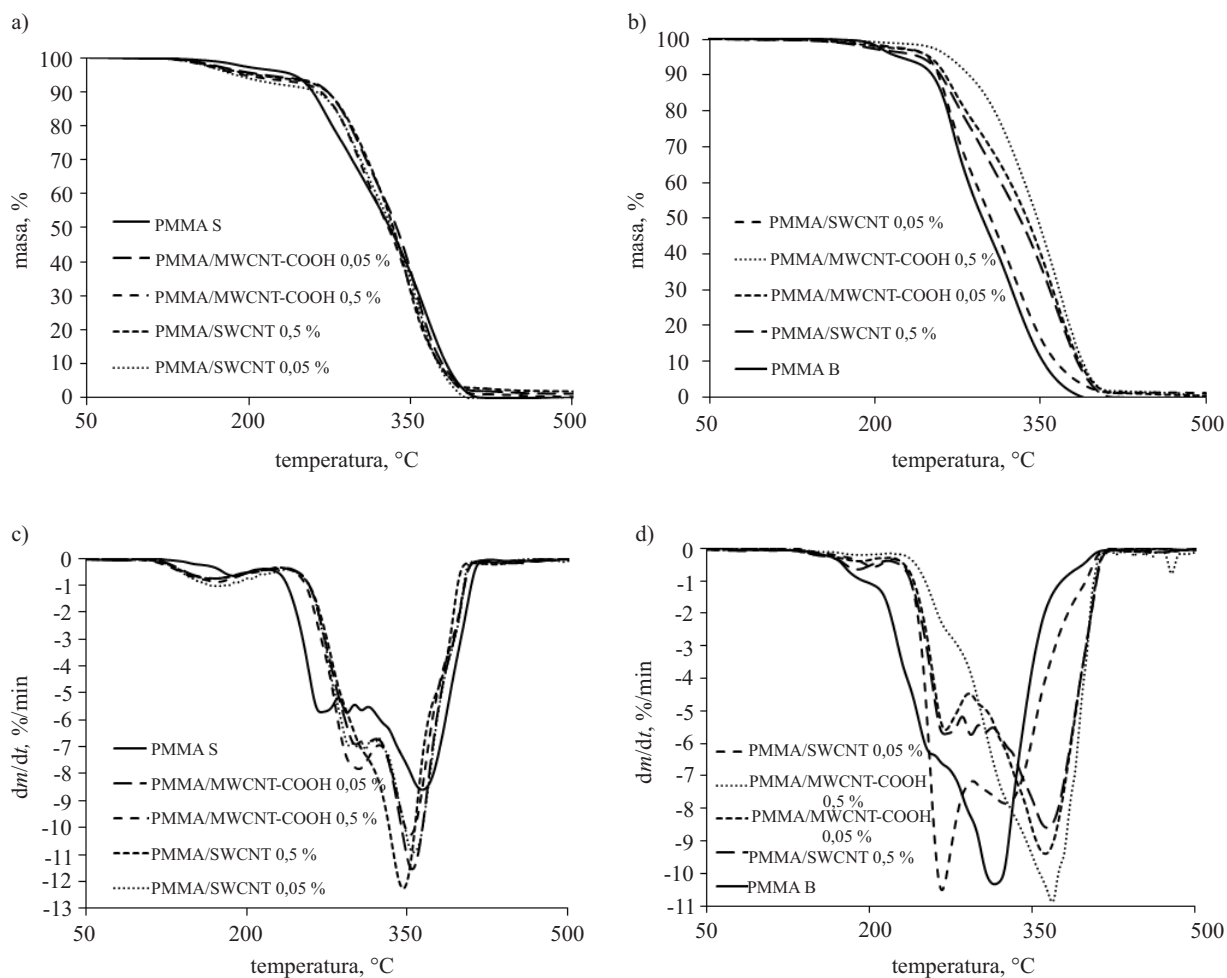 a)
100
90
80
70
60
50
40
30
20
10
0
masa, %
PMMA S
PMMA/MWCNT-COOH 0,05 %
PMMA/MWCNT-COOH 0,5 %
PMMA/SWCNT 0,5 %
PMMA/SWCNT 0,05 %
50 200 350 500
temperatura, °C
b)
100
90
80
70
60
50
40
30
20
10
0
masa, %
PMMA/SWCNT 0,05 %
PMMA/MWCNT-COOH 0,5 %
PMMA/MWCNT-COOH 0,05 %
PMMA/SWCNT 0,5 %
PMMA B
50 200 350 500
temperatura, °C
c)
0
-1
-2
-3
-4
-5
-6
-7
-8
-9
-10
-11
-12
-13
dm/dt, %/min
PMMA S
PMMA/MWCNT-COOH 0,05 %
PMMA/MWCNT-COOH 0,5 %
PMMA/SWCNT 0,5 %
PMMA/SWCNT 0,05 %
50 200 350 500
temperatura, °C
d)
0
-1
-2
-3
-4
-5
-6
-7
-8
-9
-10
-11
dm/dt, %/min
PMMA/SWCNT 0,05 %
PMMA/MWCNT-COOH
0,5 %
PMMA/MWCNT-COOH
0,05 %
PMMA/SWCNT 0,5 %
PMMA B
50 200 350 500
temperatura, °C